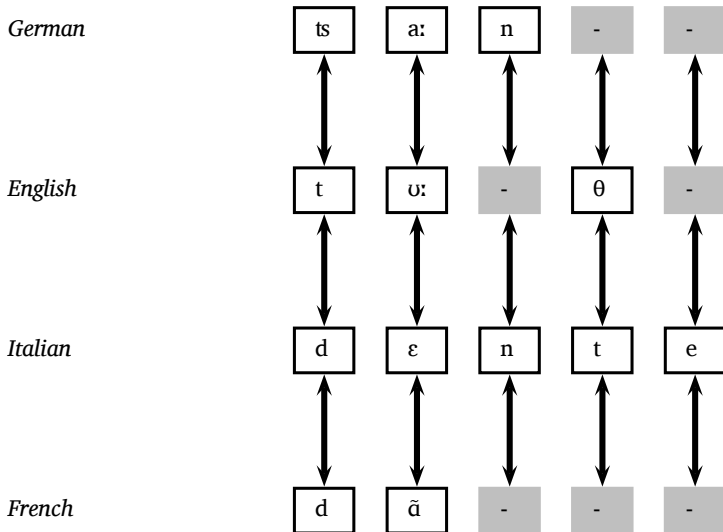 German ts aː n - -
English t ʊː - θ -
Italian d ɛ n t e
French d ɑ̃ - - -